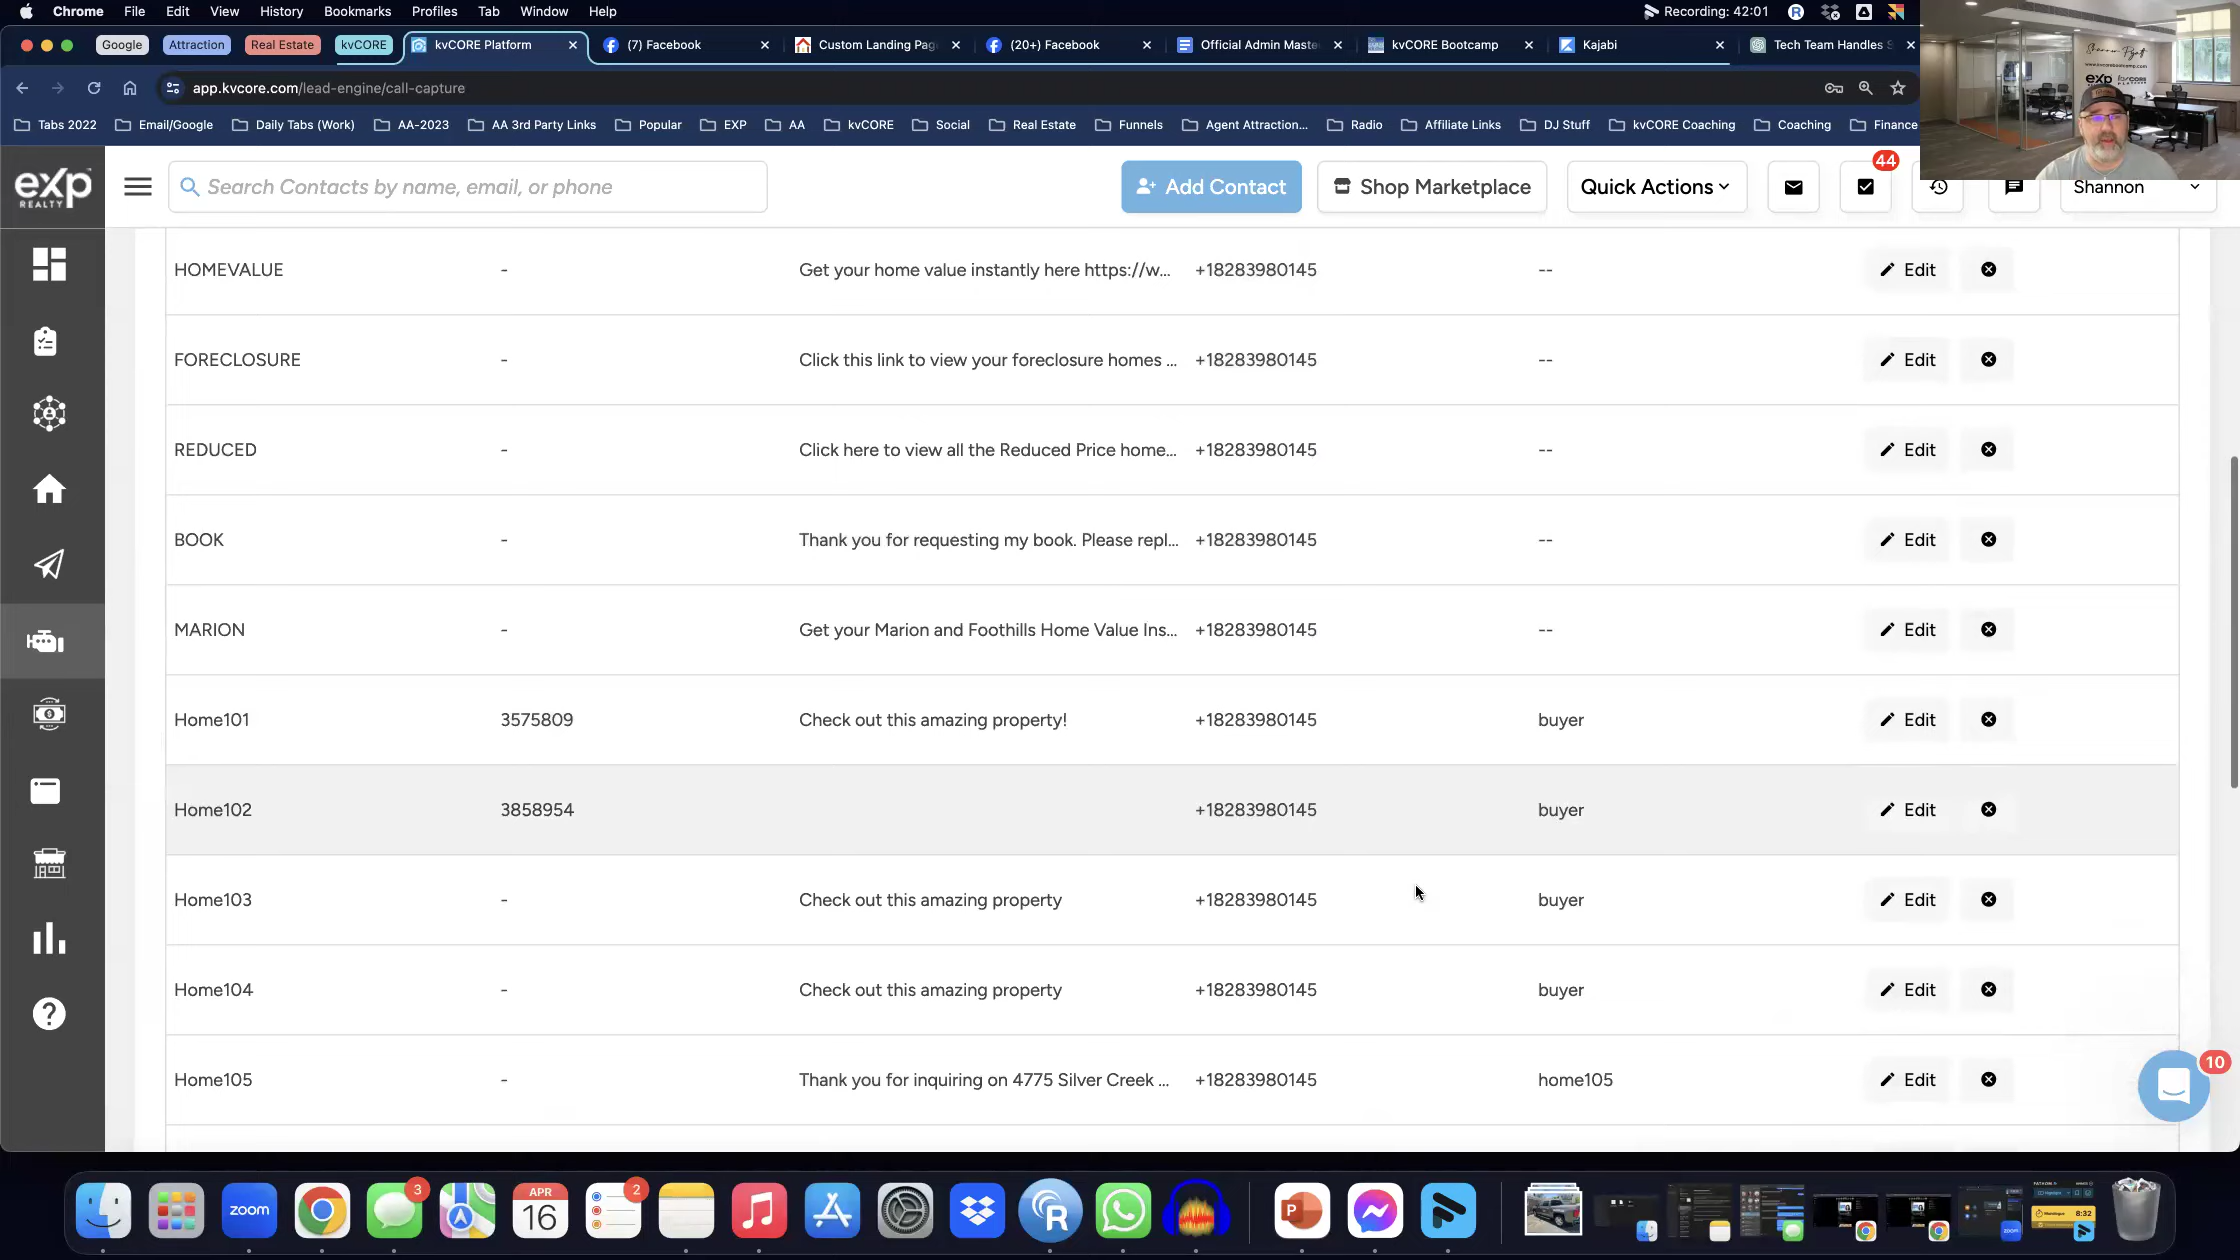 Chrome File Edit View History Bookmarks Profiles Tab Window Help Recording: 42:01
Google Attraction Real Estate kvCORE kvCORE Platform (7) Facebook Custom Landing Pag (20+) Facebook Official Admin Maste kvCORE Bootcamp Kajabi Tech Team Handles S
app.kvcore.com/lead-engine/call-capture
Tabs 2022 Email/Google Daily Tabs (Work) AA-2023 AA 3rd Party Links Popular EXP AA kvCORE Social Real Estate Funnels Agent Attraction... Radio Affiliate Links DJ Stuff kvCORE Coaching Coaching Finance
www.kvcorebootcamp.com
exp kvCORE
exp REALTY
Search Contacts by name, email, or phone
Add Contact Shop Marketplace Quick Actions 44 Shannon
HOMEVALUE - Get your home value instantly here https://w... +18283980145 -- Edit
FORECLOSURE - Click this link to view your foreclosure homes ... +18283980145 -- Edit
REDUCED - Click here to view all the Reduced Price home... +18283980145 -- Edit
BOOK - Thank you for requesting my book. Please repl... +18283980145 -- Edit
MARION - Get your Marion and Foothills Home Value Ins... +18283980145 -- Edit
Home101 3575809 Check out this amazing property! +18283980145 buyer Edit
Home102 3858954 +18283980145 buyer Edit
Home103 - Check out this amazing property +18283980145 buyer Edit
Home104 - Check out this amazing property +18283980145 buyer Edit
Home105 - Thank you for inquiring on 4775 Silver Creek ... +18283980145 home105 Edit
10
zoom 3 APR 16 2 R P 8:32